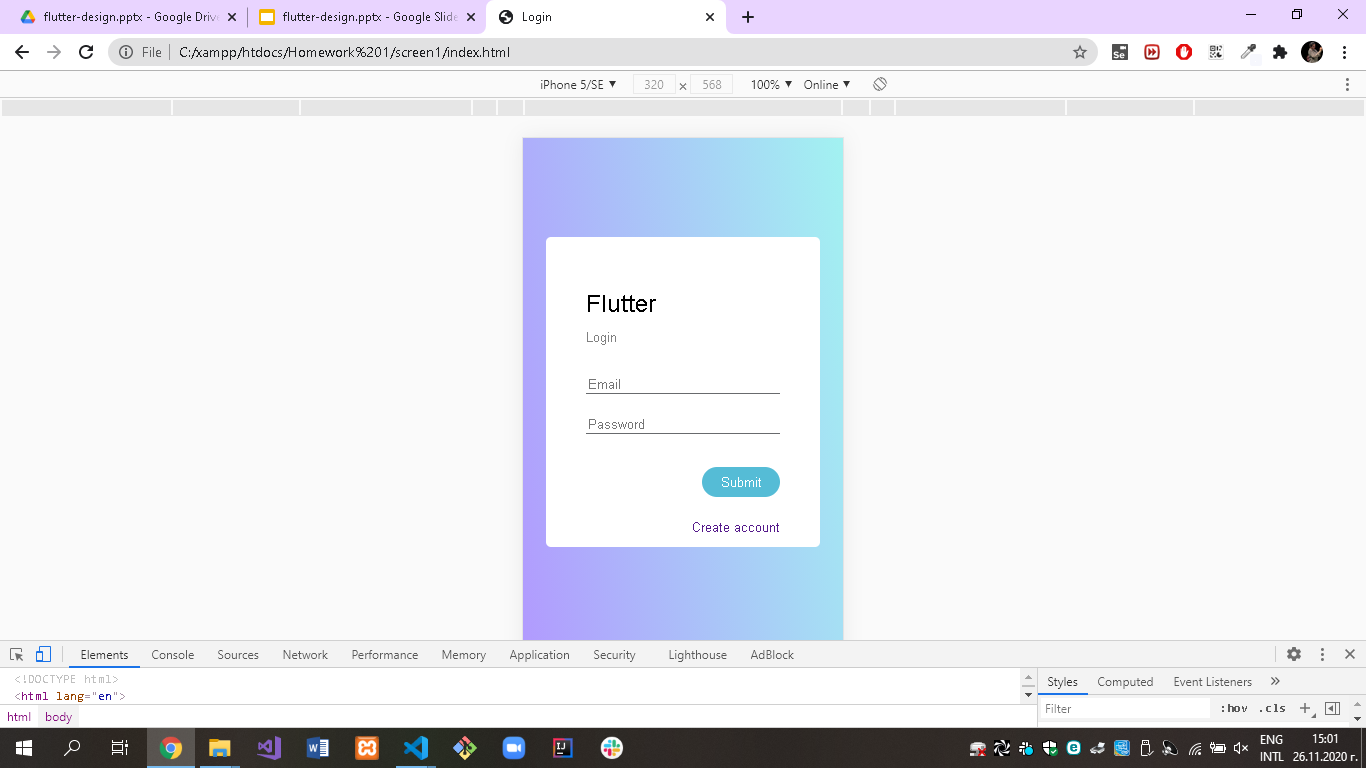 flutter-design.pptx - Google Driv
flutter-design.pptx - Google Slid
Login
File
C:/xampp/htdocs/Homework%201/screen1/index.html
iPhone 5/SE ▼ 320 × 568 100% ▼ Online ▼
Flutter
Login
Email
Password
Submit
Create account
Elements Console Sources Network Performance Memory Application Security Lighthouse AdBlock
<!DOCTYPE html>
<html lang="en">
html body
Styles Computed Event Listeners »
Filter :hov .cls +
ENG
INTL
15:01
26.11.2020 г.